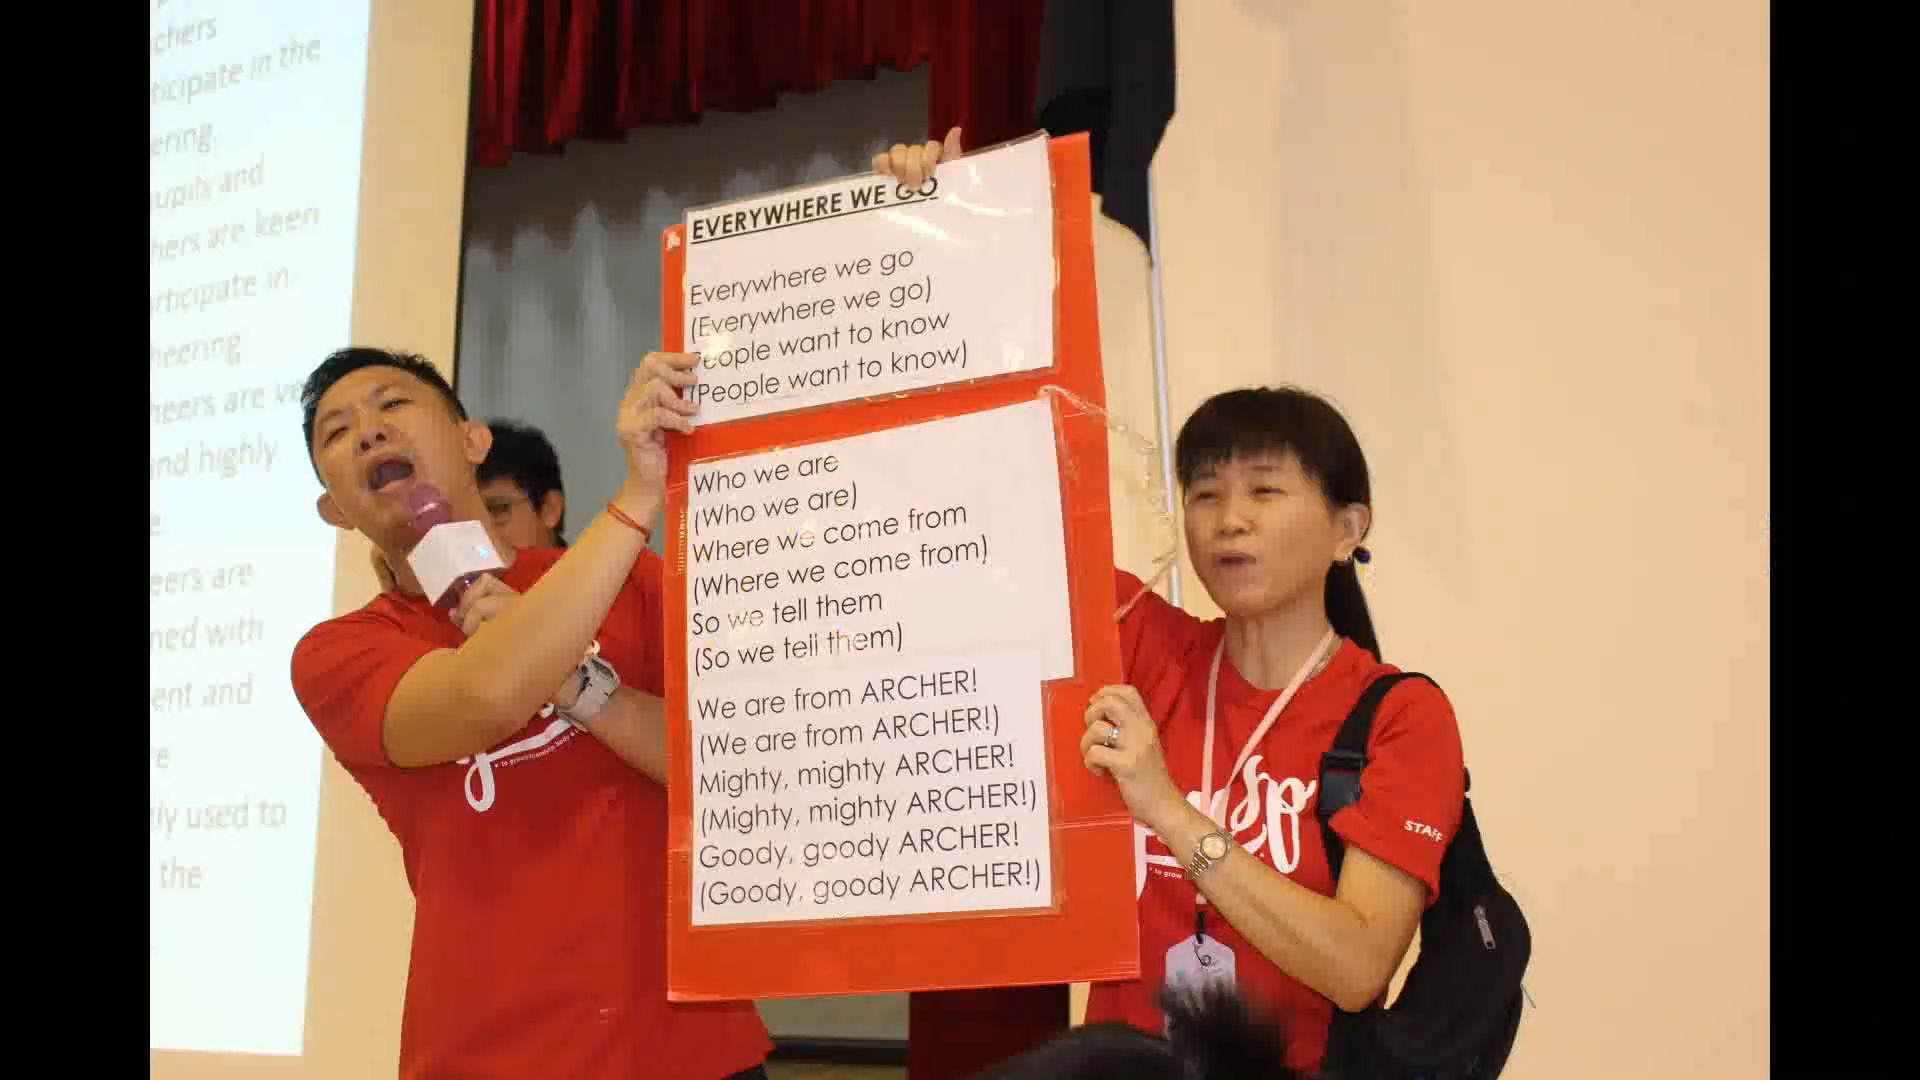 chers
ticipate in the
ering.
upils and
hers are keen
articipate in
heering
heers are ve
and highly
eers are
ned with
ent and
e
ly used to
the
EVERYWHERE WE GO
Everywhere we go
(Everywhere we go)
People want to know
(People want to know)
Who we are
(Who we are)
Where we come from
(Where we come from)
So we tell them
(So we tell them)
We are from ARCHER!
(We are from ARCHER!)
Mighty, mighty ARCHER!
(Mighty, mighty ARCHER!)
Goody, goody ARCHER!
(Goody, goody ARCHER!)
STAFF